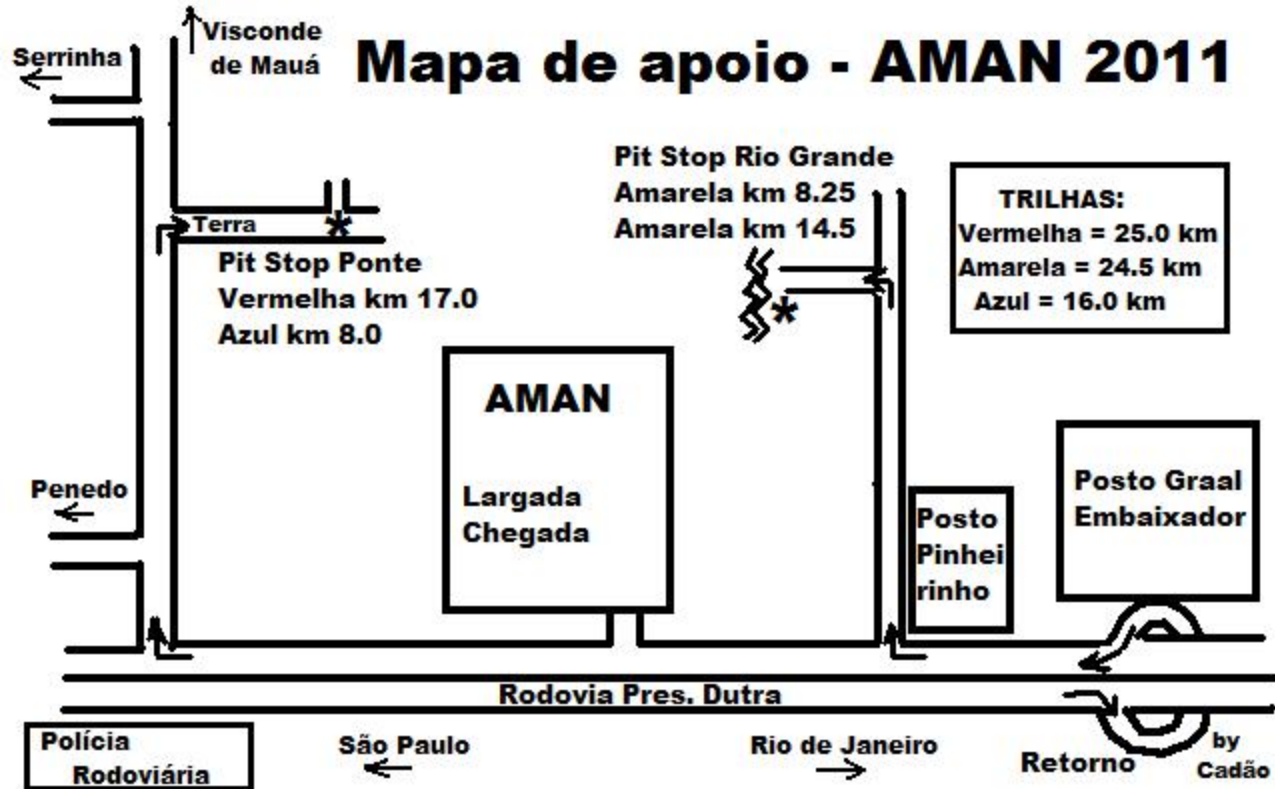 Mapa de apoio - AMAN 2011
Visconde
de Mauá
Serrinha
Terra
Pit Stop Ponte
Vermelha km 17.0
Azul km 8.0
Pit Stop Rio Grande
Amarela km 8.25
Amarela km 14.5
TRILHAS:
Vermelha = 25.0 km
Amarela = 24.5 km
Azul = 16.0 km
AMAN
Largada
Chegada
Penedo
Posto
Pinhei
rinho
Posto Graal
Embaixador
Rodovia Pres. Dutra
Polícia
Rodoviária
São Paulo
Rio de Janeiro
Retorno
by
Cadão